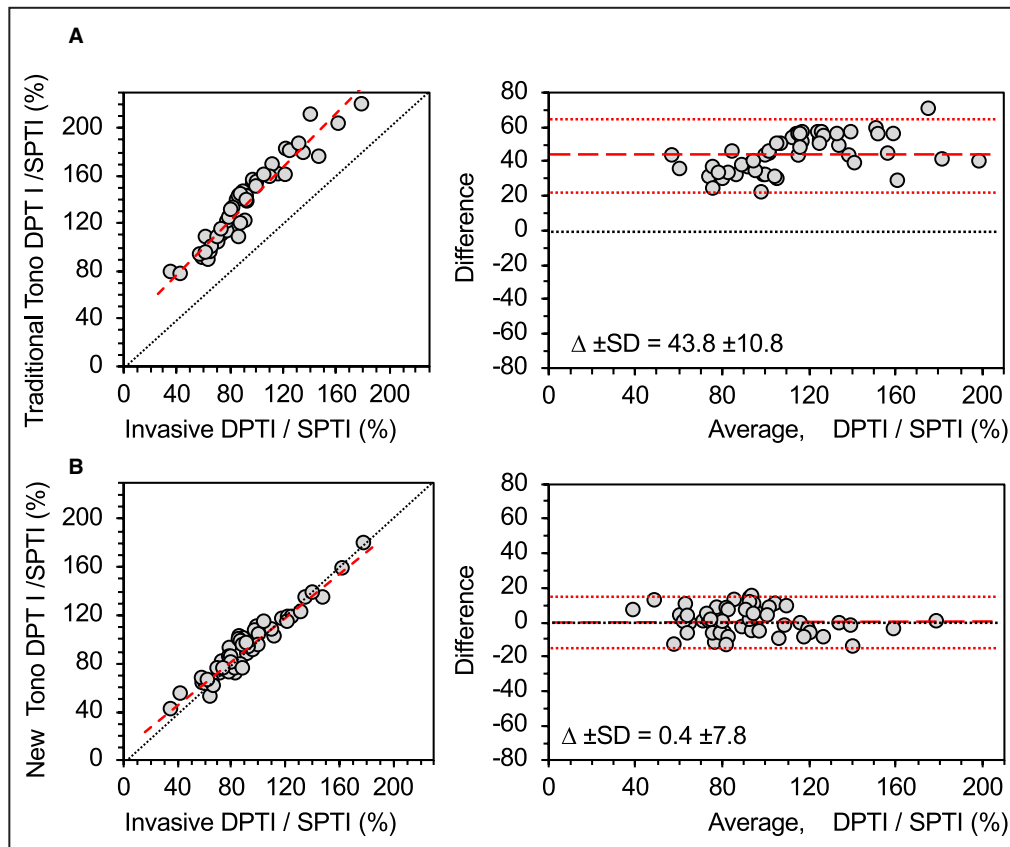 A
Traditional Tono DPT I /SPTI (%)
200
160
120
80
40
0
0 40 80 120 160 200
Invasive DPTI / SPTI (%)
Difference
80
60
40
20
0
-20
-40
-60
-80
Δ ±SD = 43.8 ±10.8
0 40 80 120 160 200
Average, DPTI / SPTI (%)
B
New Tono DPT I /SPTI (%)
200
160
120
80
40
0
0 40 80 120 160 200
Invasive DPTI / SPTI (%)
Difference
80
60
40
20
0
-20
-40
-60
-80
Δ ±SD = 0.4 ±7.8
0 40 80 120 160 200
Average, DPTI / SPTI (%)